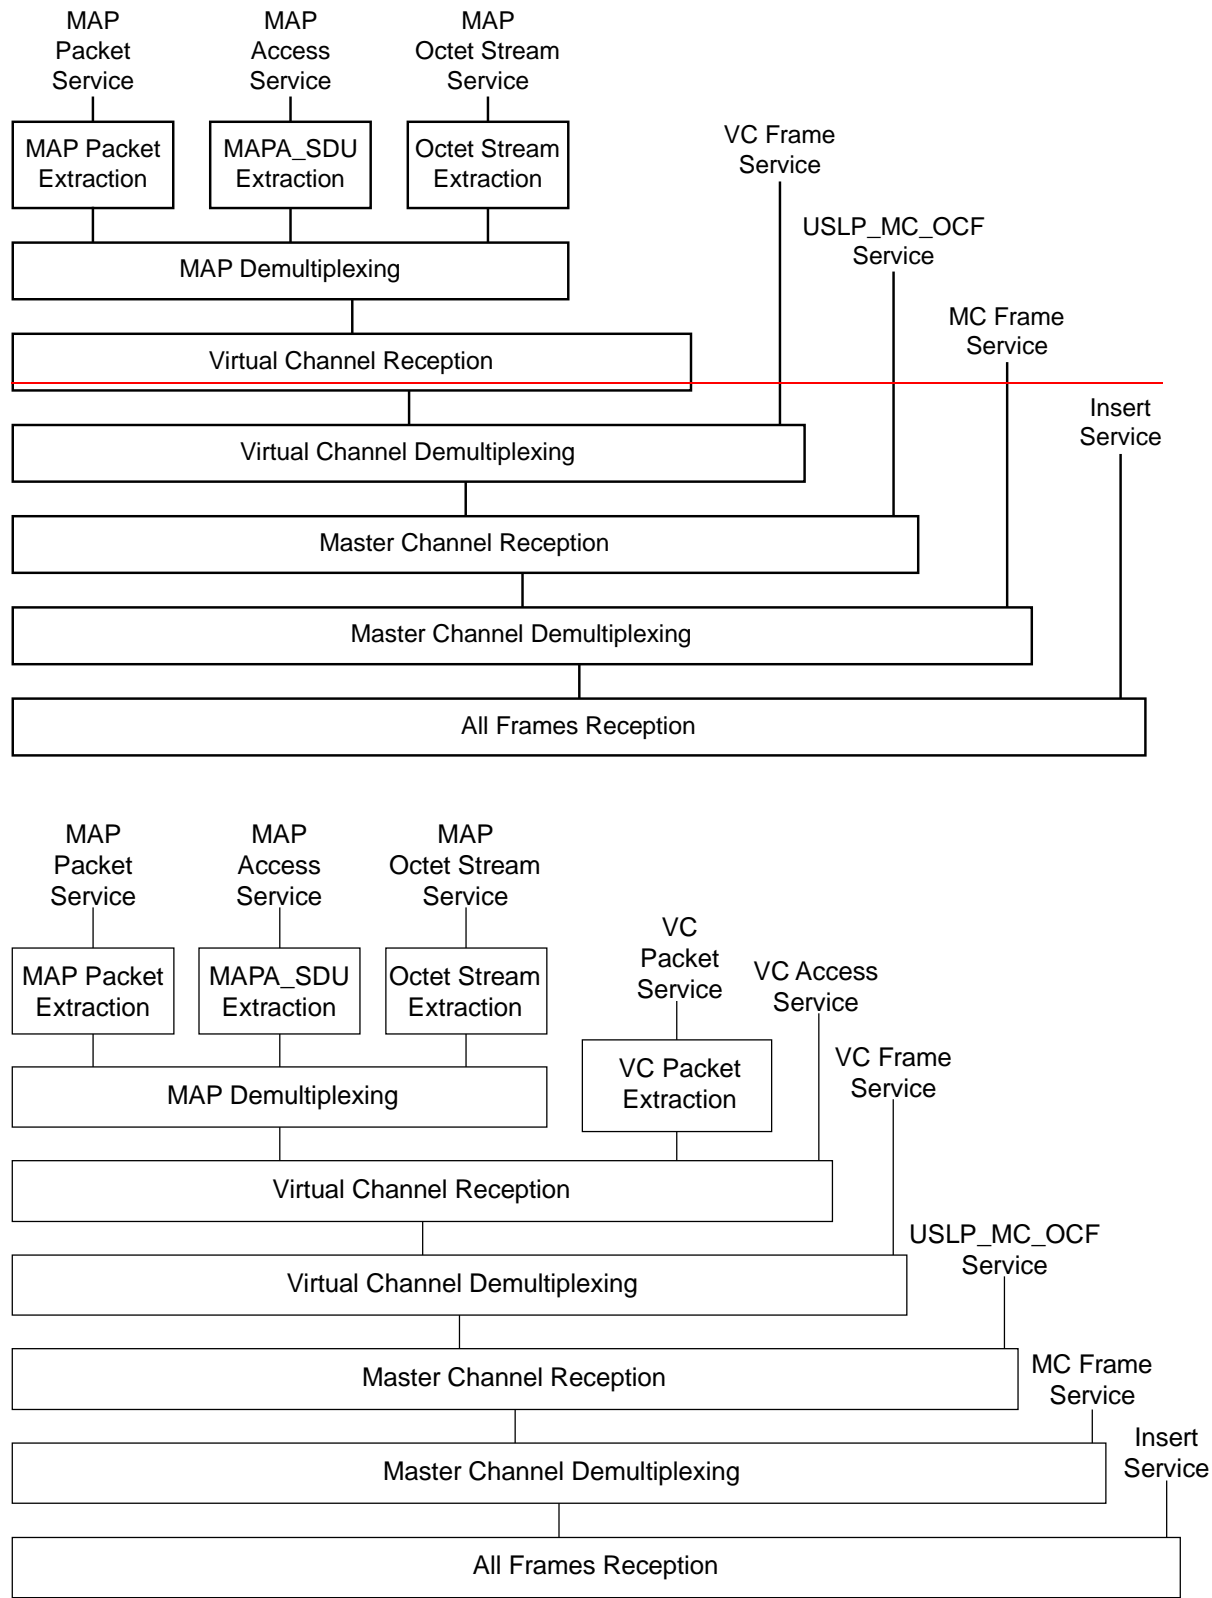 MAP
Packet
Service
MAP
Access
Service
MAP
Octet Stream
Service
MAP Packet
Extraction
MAPA_SDU
Extraction
Octet Stream
Extraction
VC Frame
Service
USLP_MC_OCF
Service
MAP Demultiplexing
MC Frame
Service
Virtual Channel Reception
Insert
Service
Virtual Channel Demultiplexing
Master Channel Reception
Master Channel Demultiplexing
All Frames Reception
MAP
Packet
Service
MAP
Access
Service
MAP
Octet Stream
Service
VC
Packet
Service
VC Access
Service
MAP Packet
Extraction
MAPA_SDU
Extraction
Octet Stream
Extraction
VC Packet
Extraction
VC Frame
Service
MAP Demultiplexing
Virtual Channel Reception
USLP_MC_OCF
Service
Virtual Channel Demultiplexing
Master Channel Reception
MC Frame
Service
Insert
Service
Master Channel Demultiplexing
All Frames Reception